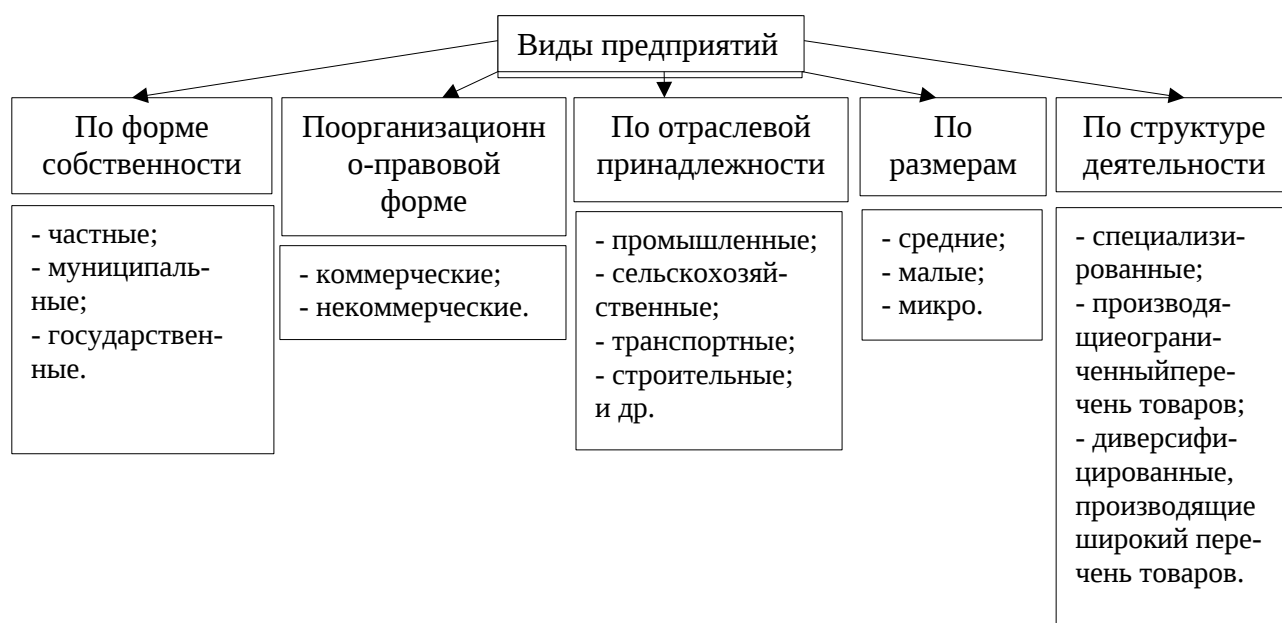 Виды предприятий
По форме
собственности
- частные;
- муниципаль-
ные;
- государствен-
ные.
Поорганизационн
о-правовой
форме
- коммерческие;
- некоммерческие.
По отраслевой
принадлежности
- промышленные;
- сельскохозяй-
ственные;
- транспортные;
- строительные;
и др.
По
размерам
- средние;
- малые;
- микро.
По структуре
деятельности
- специализи-
рованные;
- производя-
щиеограни-
ченныйпере-
чень товаров;
- диверсифи-
цированные,
производящие
широкий пере-
чень товаров.